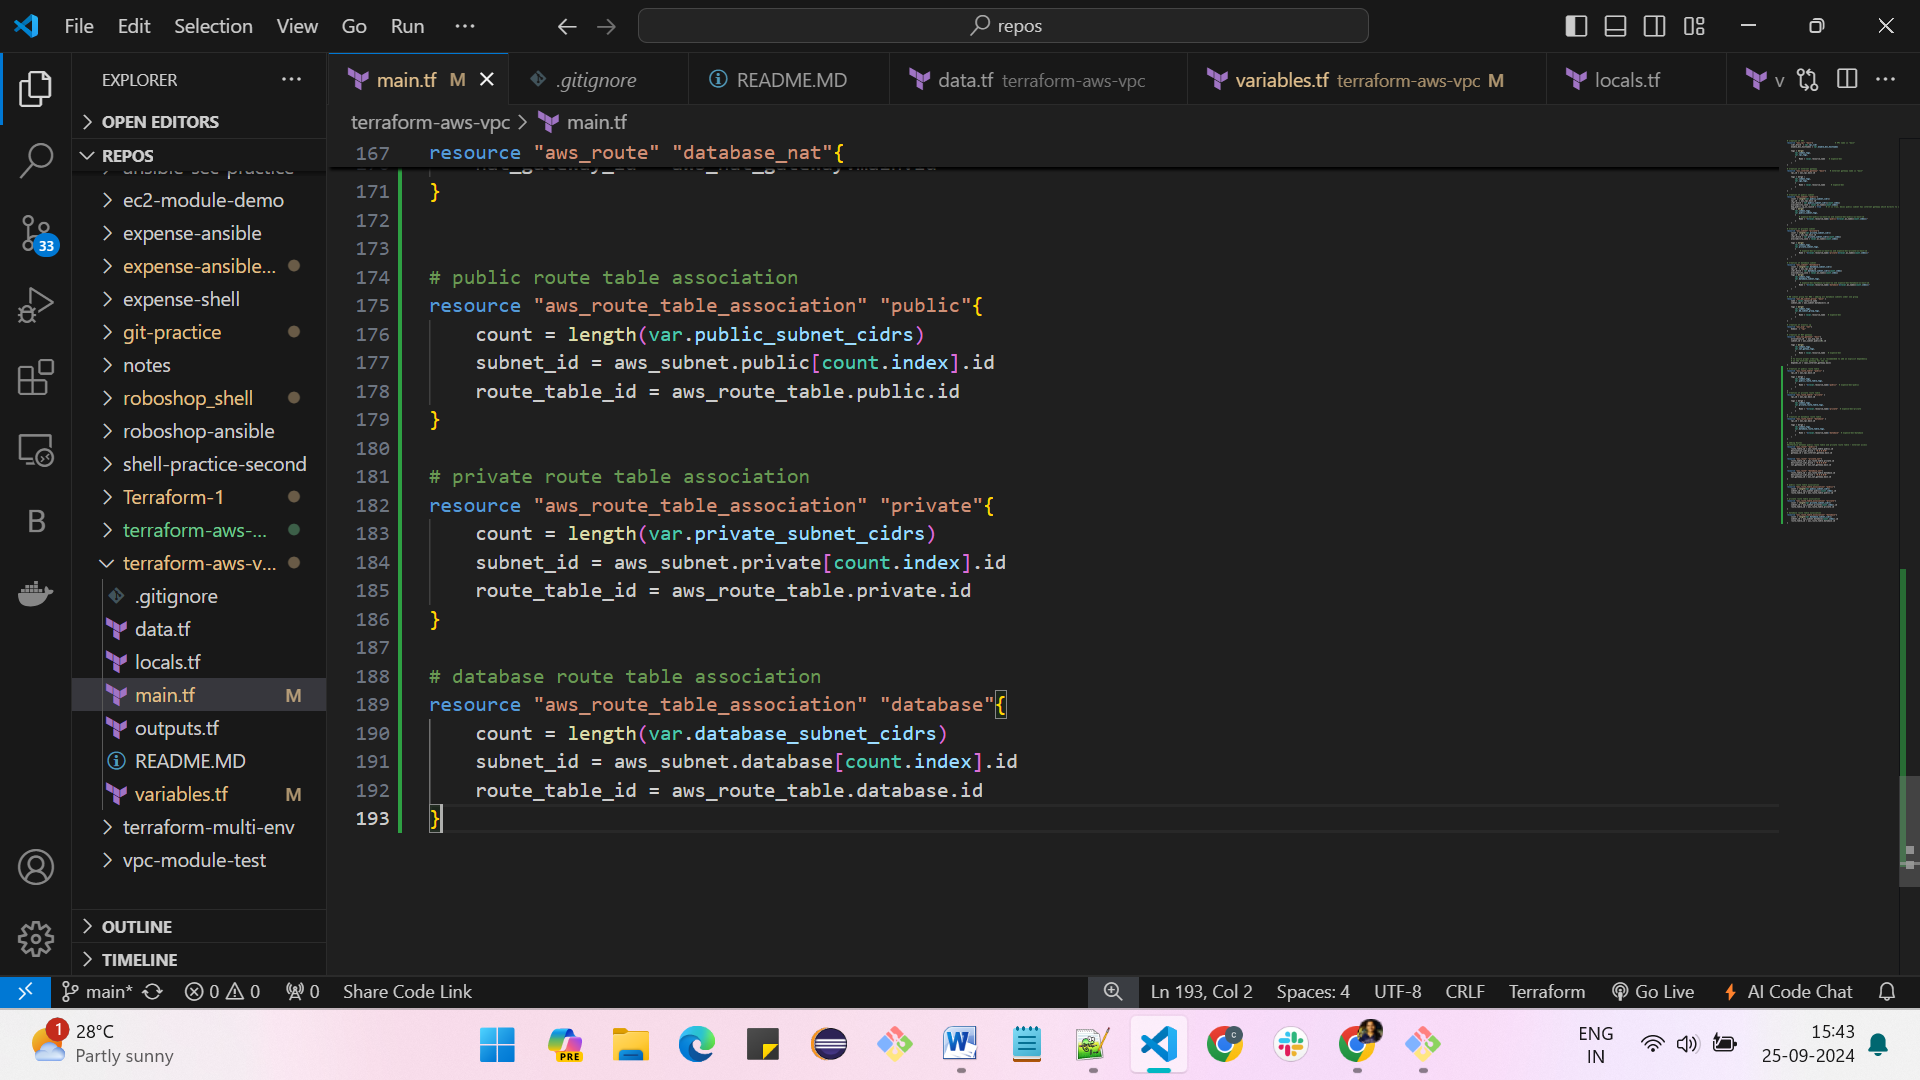 File Edit Selection View Go Run ··· repos
EXPLORER ···
main.tf M
.gitignore
README.MD
data.tf terraform-aws-vpc
variables.tf terraform-aws-vpc M
locals.tf
v
OPEN EDITORS
REPOS
ansible-sec-practice
ec2-module-demo
expense-ansible
expense-ansible...
expense-shell
git-practice
notes
roboshop_shell
roboshop-ansible
shell-practice-second
Terraform-1
terraform-aws-...
terraform-aws-v...
.gitignore
data.tf
locals.tf
main.tf M
outputs.tf
README.MD
variables.tf M
terraform-multi-env
vpc-module-test
OUTLINE
TIMELINE
33
B
terraform-aws-vpc > main.tf
167 resource "aws_route" "database_nat"{
171 }
172
173
174 # public route table association
175 resource "aws_route_table_association" "public"{
176 count = length(var.public_subnet_cidrs)
177 subnet_id = aws_subnet.public[count.index].id
178 route_table_id = aws_route_table.public.id
179 }
180
181 # private route table association
182 resource "aws_route_table_association" "private"{
183 count = length(var.private_subnet_cidrs)
184 subnet_id = aws_subnet.private[count.index].id
185 route_table_id = aws_route_table.private.id
186 }
187
188 # database route table association
189 resource "aws_route_table_association" "database"{
190 count = length(var.database_subnet_cidrs)
191 subnet_id = aws_subnet.database[count.index].id
192 route_table_id = aws_route_table.database.id
193 }
main* 0 0 0 Share Code Link Ln 193, Col 2 Spaces: 4 UTF-8 CRLF Terraform Go Live AI Code Chat
1
28°C
Partly sunny
PRE
W
C
ENG
IN
15:43
25-09-2024